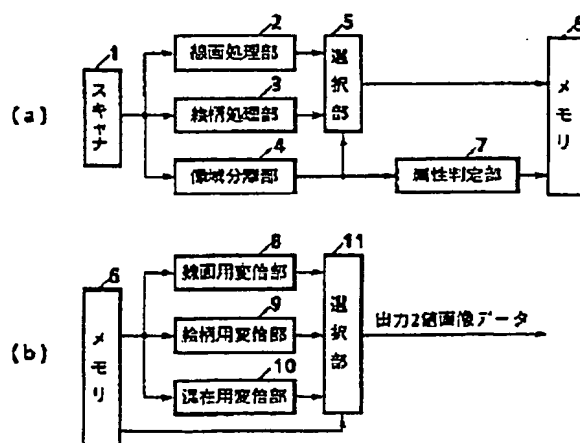 (a)
1
スキャナ
2
線画処理部
3
絵柄処理部
4
像域分離部
5
選択部
6
メモリ
7
属性判定部
(b)
6
メモリ
8
線画用変倍部
9
絵柄用変倍部
10
混在用変倍部
11
選択部
出力2値画像データ